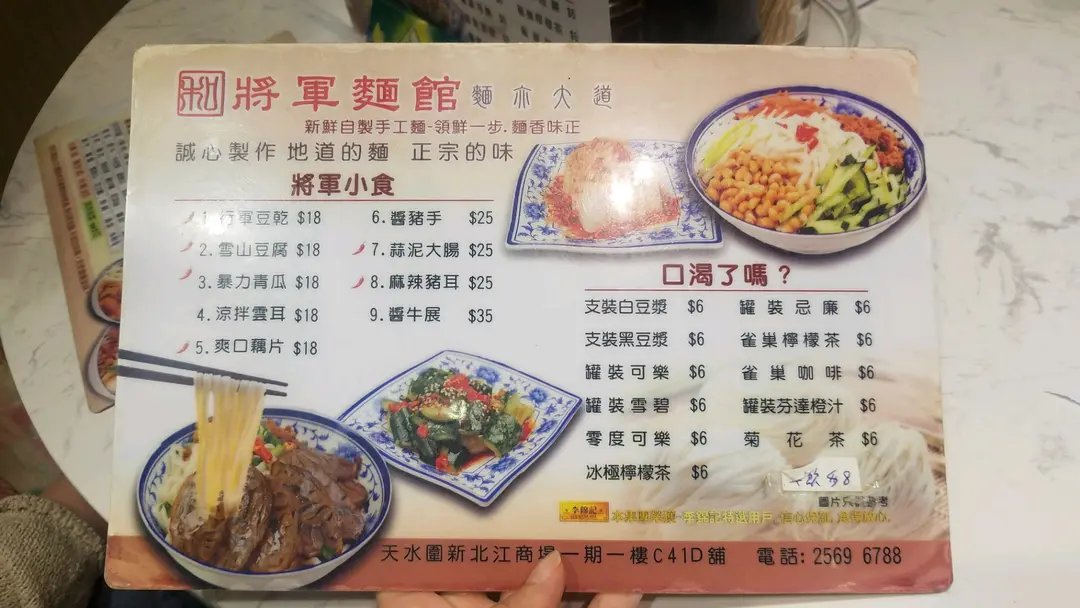 和 將軍麵館 麵亦大道
新鮮自製手工麵-領鮮一步.麵香味正
誠心製作 地道的麵 正宗的味
將軍小食
1. 行軍豆乾 $18
2. 雪山豆腐 $18
3. 暴力青瓜 $18
4. 涼拌雲耳 $18
5. 爽口藕片 $18
6. 醬豬手 $25
7. 蒜泥大腸 $25
8. 麻辣豬耳 $25
9. 醬牛展 $35
口渴了嗎？
支裝白豆漿 $6
支裝黑豆漿 $6
罐裝可樂 $6
罐裝雪碧 $6
零度可樂 $6
冰極檸檬茶 $6
罐裝忌廉 $6
雀巢檸檬茶 $6
雀巢咖啡 $6
罐裝芬達橙汁 $6
菊花茶 $6
圖片只供參考
李錦記
天水圍新北江商場一期一樓C41D舖 電話: 2569 6788